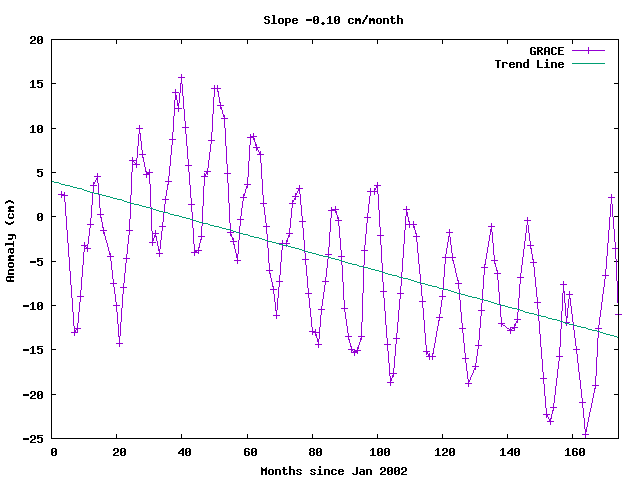 Slope -0.10 cm/month
GRACE
Trend Line
20
15
10
5
0
-5
-10
-15
-20
-25
Anomaly (cm)
0 20 40 60 80 100 120 140 160
Months since Jan 2002